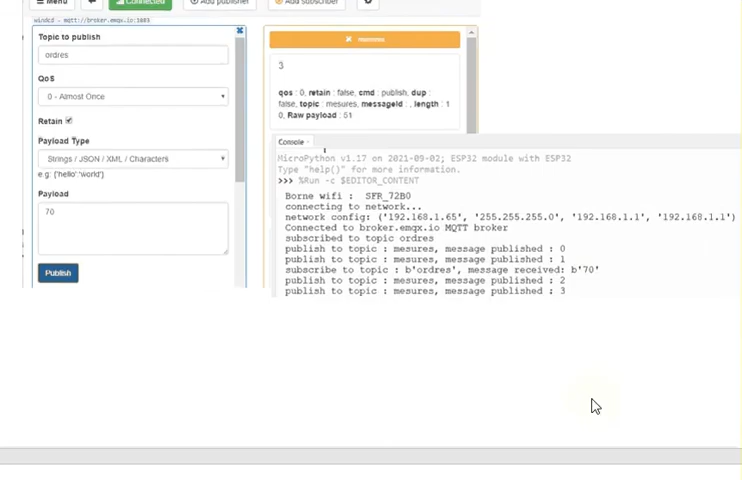 Menu
Connected
Add publisher
Add subscriber
windcd - mqtt://broker.emqx.io:1883
Topic to publish
ordres
QoS
0 - Almost Once
Retain
Payload Type
Strings / JSON / XML / Characters
e.g: {'hello':'world'}
Payload
70
Publish
3
qos : 0, retain : false, cmd : publish, dup :
false, topic : mesures, messageId : , length : 1
0, Raw payload : 51
Console
MicroPython v1.17 on 2021-09-02; ESP32 module with ESP32
Type "help()" for more information.
>>> %Run -c $EDITOR_CONTENT
Borne wifi : SFR_72B0
connecting to network...
network config: ('192.168.1.65', '255.255.255.0', '192.168.1.1', '192.168.1.1')
Connected to broker.emqx.io MQTT broker
subscribed to topic ordres
publish to topic : mesures, message published : 0
publish to topic : mesures, message published : 1
subscribe to topic : b'ordres', message received: b'70'
publish to topic : mesures, message published : 2
publish to topic : mesures, message published : 3